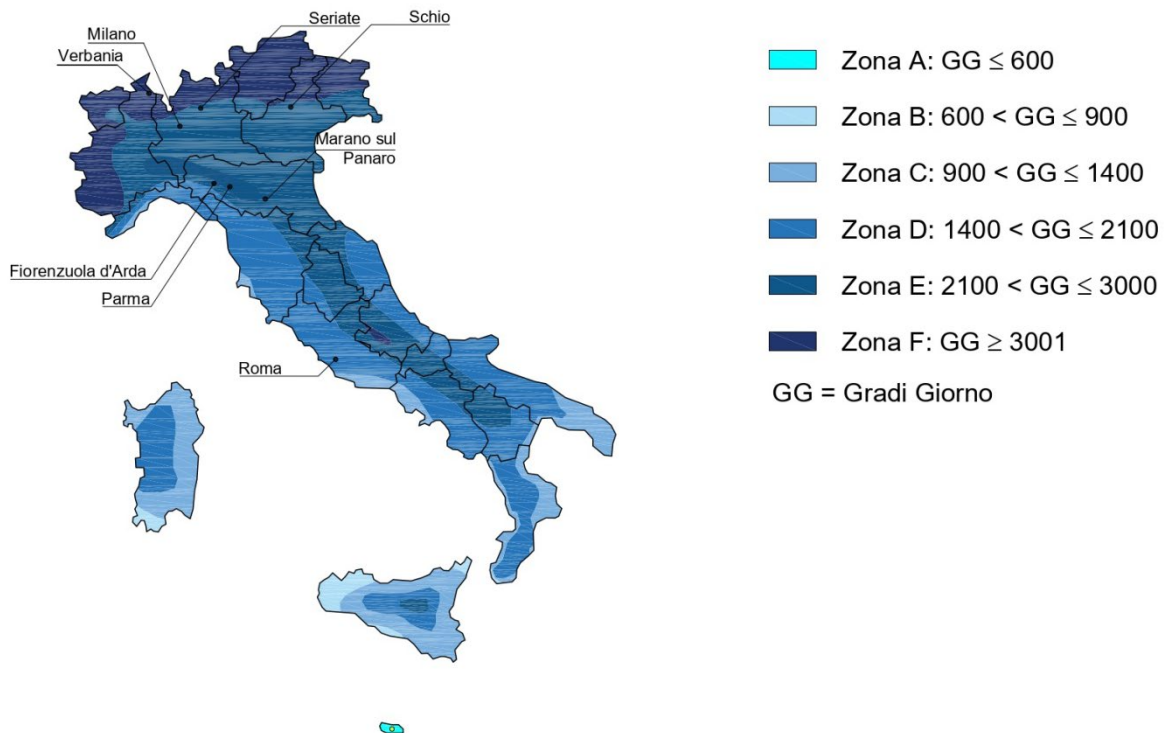 Seriate
Schio
Milano
Verbania
Marano sul
Panaro
Fiorenzuola d'Arda
Parma
Roma
Zona A: GG ≤ 600
Zona B: 600 < GG ≤ 900
Zona C: 900 < GG ≤ 1400
Zona D: 1400 < GG ≤ 2100
Zona E: 2100 < GG ≤ 3000
Zona F: GG ≥ 3001
GG = Gradi Giorno